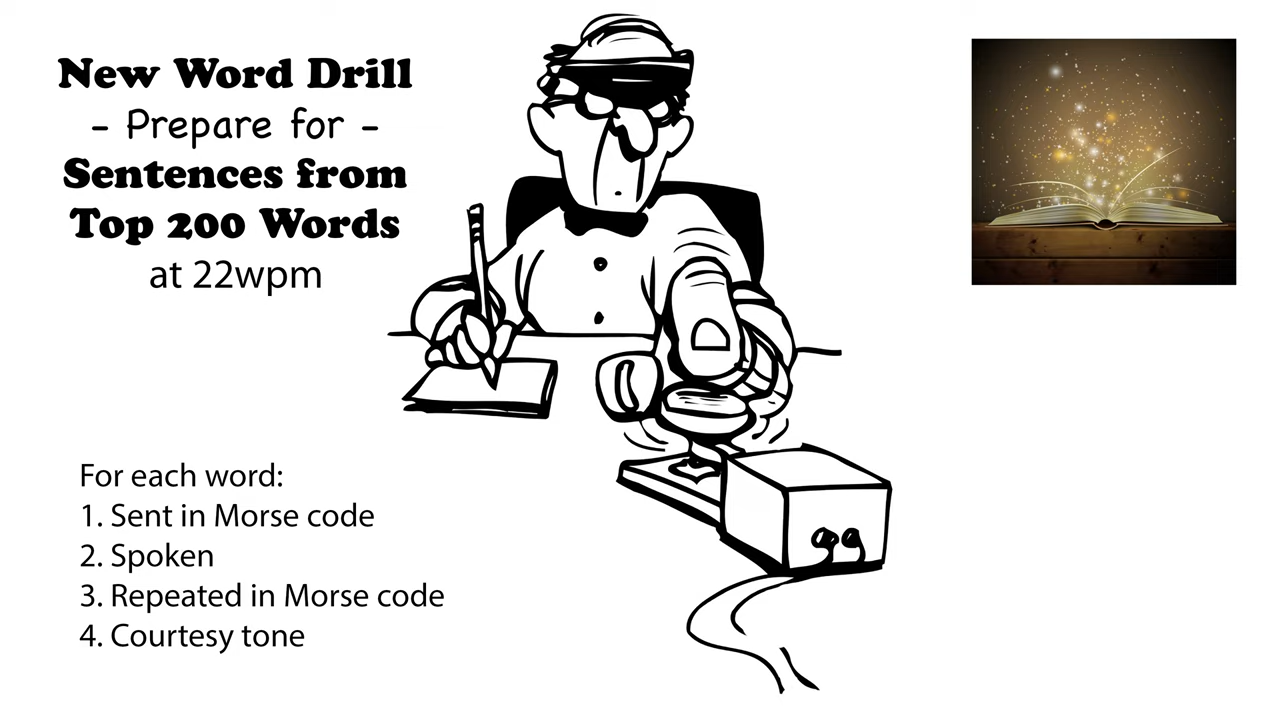 New Word Drill
- Prepare for -
Sentences from
Top 200 Words
at 22wpm
For each word:
1. Sent in Morse code
2. Spoken
3. Repeated in Morse code
4. Courtesy tone